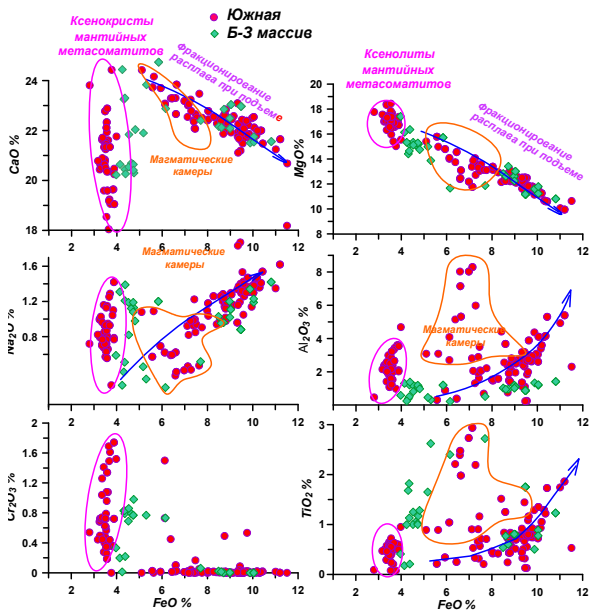 Ксенокристы
мантийных
метасоматитов
Южная
Б-З массив
Фракционирование
расплава при подъеме
Магматические
камеры
CaO %
24
22
20
18
2 4 6 8 10 12
Ксенолиты
мантийных
метасоматитов
Фракционирование
расплава при подъеме
MgO%
20
18
16
14
12
10
8
2 4 6 8 10 12
Магматические
камеры
Na2O %
1.6
1.2
0.8
2 4 6 8 10 12
Магматические
камеры
Al2O3 %
8
6
4
2
2 4 6 8 10 12
Cr2O3 %
2
1.6
1.2
0.8
0.4
0
2 4 6 8 10 12
FeO %
TiO2 %
3
2
1
0
2 4 6 8 10 12
FeO %